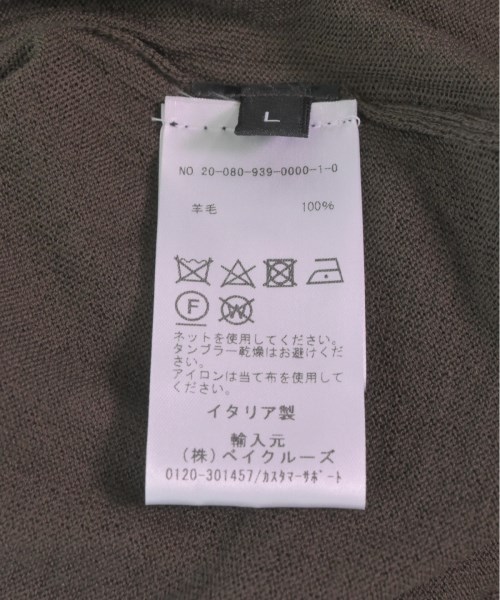 L
NO 20-080-939-0000-1-0
羊毛 100%
F W
ネットを使用してください。
タンブラー乾燥はお避けくだ
さい。
アイロンは当て布を使用して
ください。
イタリア製
輸入元
(株)ベイクルーズ
0120-301457/カスタマーサポート